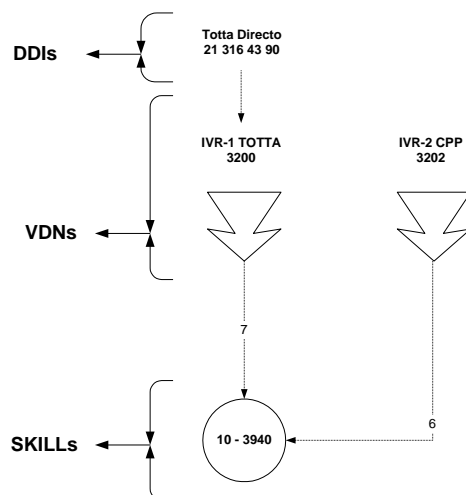 Totta Directo
21 316 43 90
DDIs
IVR-1 TOTTA
3200
IVR-2 CPP
3202
VDNs
7
6
10 - 3940
SKILLs